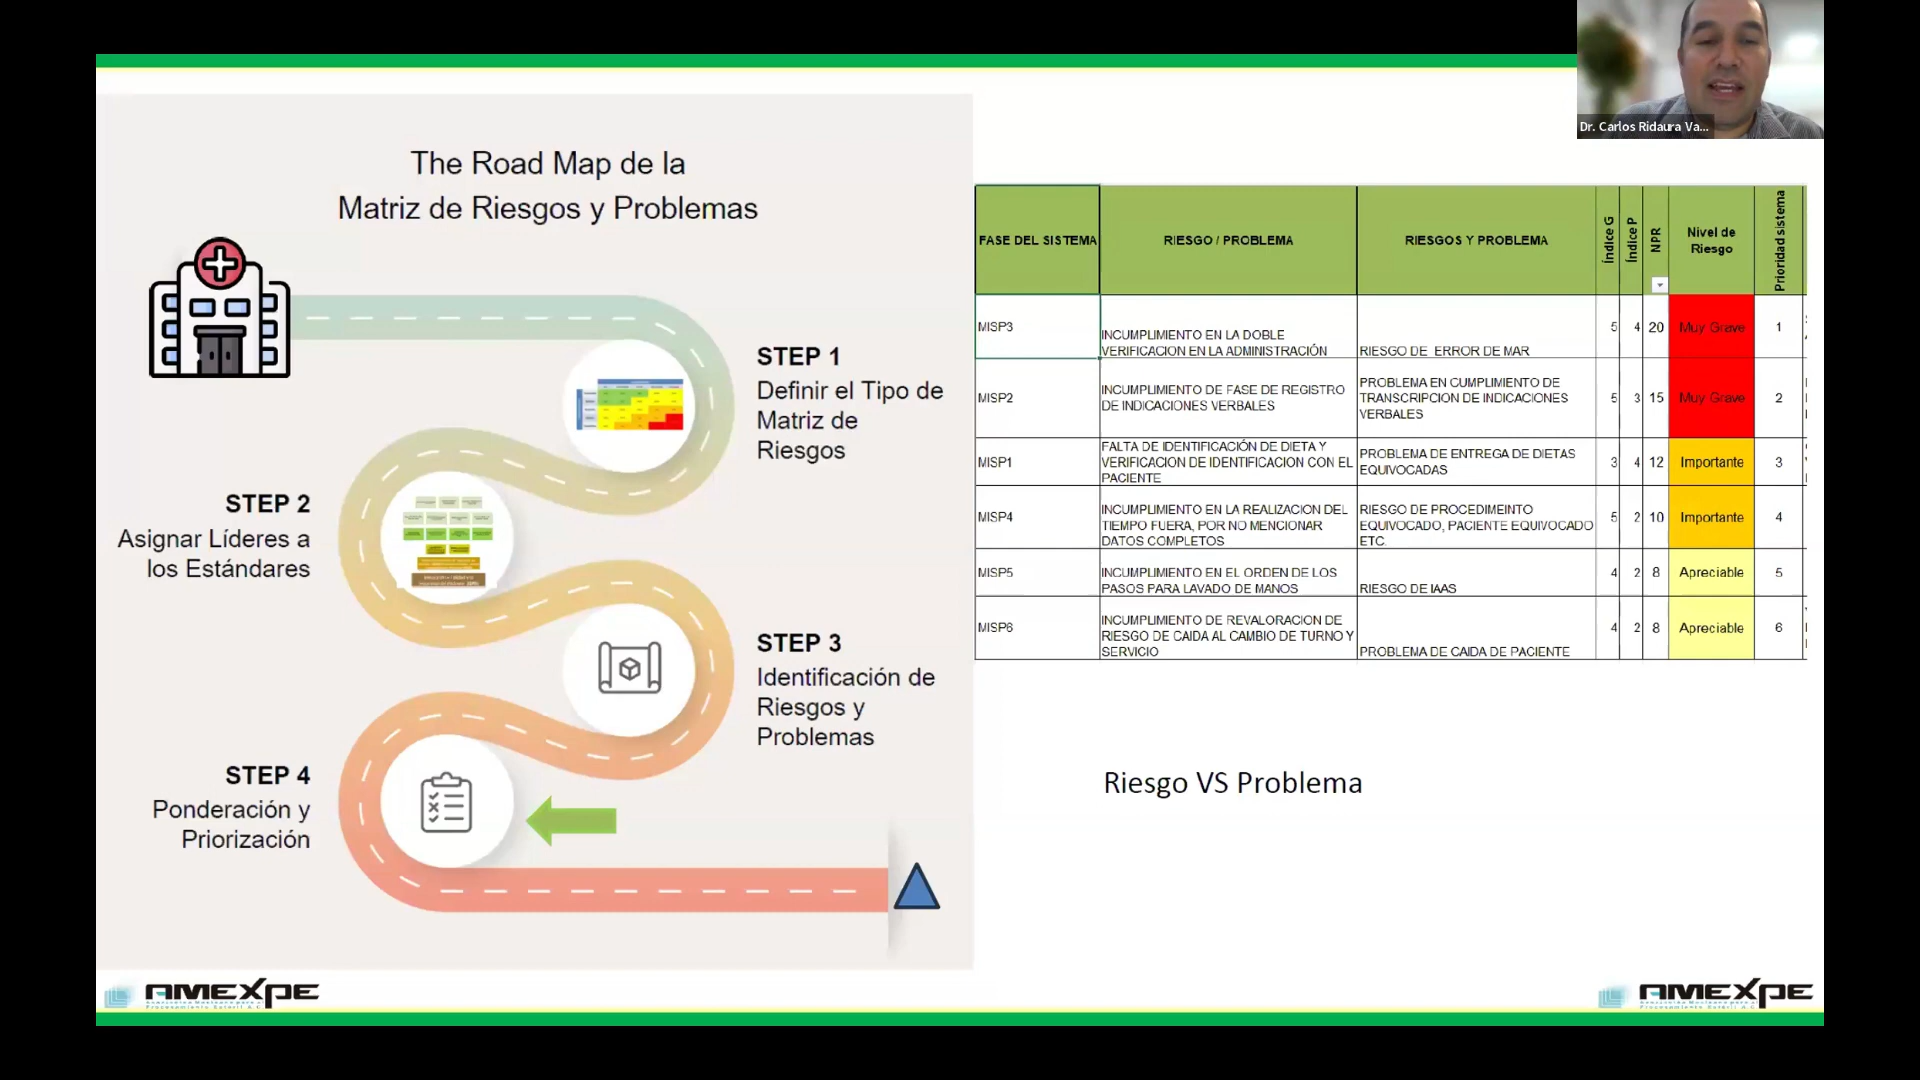 Dr. Carlos Ridaura Va...
The Road Map de la
Matriz de Riesgos y Problemas
STEP 1
Definir el Tipo de
Matriz de
Riesgos
STEP 2
Asignar Líderes a
los Estándares
STEP 3
Identificación de
Riesgos y
Problemas
STEP 4
Ponderación y
Priorización
FASE DEL SISTEMA
RIESGO / PROBLEMA
RIESGOS Y PROBLEMA
Índice G
Índice P
NPR
Nivel de
Riesgo
Prioridad sistema
MISP3
INCUMPLIMIENTO EN LA DOBLE
VERIFICACION EN LA ADMINISTRACIÓN
RIESGO DE ERROR DE MAR
5 4 20 Muy Grave 1
MISP2
INCUMPLIMIENTO DE FASE DE REGISTRO
DE INDICACIONES VERBALES
PROBLEMA EN CUMPLIMIENTO DE
TRANSCRIPCION DE INDICACIONES
VERBALES
5 3 15 Muy Grave 2
MISP1
FALTA DE IDENTIFICACIÓN DE DIETA Y
VERIFICACION DE IDENTIFICACION CON EL
PACIENTE
PROBLEMA DE ENTREGA DE DIETAS
EQUIVOCADAS
3 4 12 Importante 3
MISP4
INCUMPLIMIENTO EN LA REALIZACION DEL
TIEMPO FUERA, POR NO MENCIONAR
DATOS COMPLETOS
RIESGO DE PROCEDIMEINTO
EQUIVOCADO, PACIENTE EQUIVOCADO
ETC.
5 2 10 Importante 4
MISP5
INCUMPLIMIENTO EN EL ORDEN DE LOS
PASOS PARA LAVADO DE MANOS
RIESGO DE IAAS
4 2 8 Apreciable 5
MISP6
INCUMPLIMIENTO DE REVALORACION DE
RIESGO DE CAIDA AL CAMBIO DE TURNO Y
SERVICIO
PROBLEMA DE CAIDA DE PACIENTE
4 2 8 Apreciable 6
Riesgo VS Problema
AMEXPE
AMEXPE